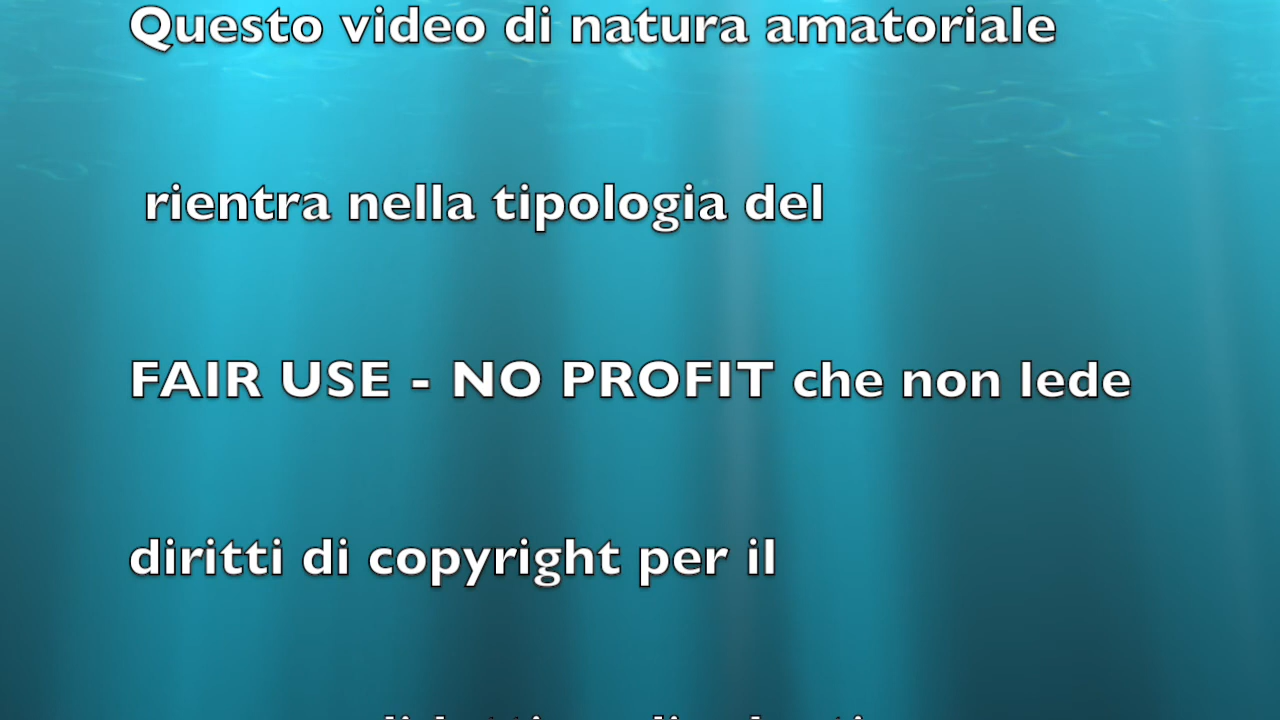 Questo video di natura amatoriale
rientra nella tipologia del
FAIR USE - NO PROFIT che non lede
diritti di copyright per il